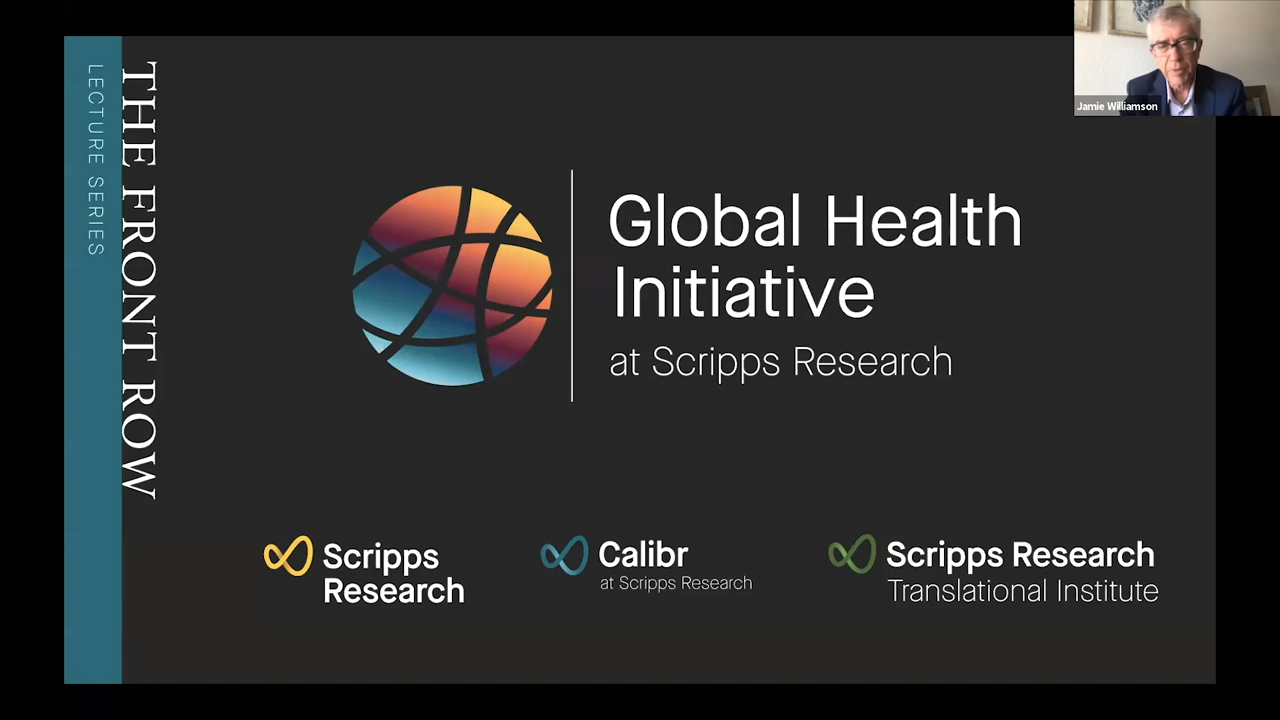 LECTURE SERIES
THE FRONT ROW
Jamie Williamson
Global Health
Initiative
at Scripps Research
Scripps
Research
Calibr
at Scripps Research
Scripps Research
Translational Institute